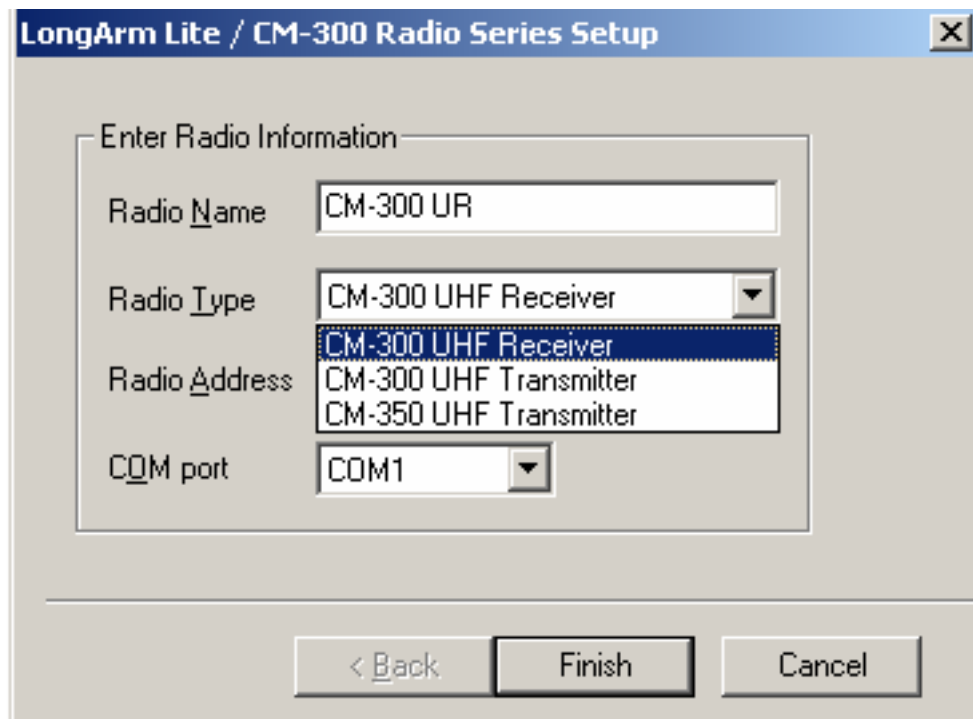 LongArm Lite / CM-300 Radio Series Setup
Enter Radio Information
Radio Name CM-300 UR
Radio Type CM-300 UHF Receiver
CM-300 UHF Receiver
Radio Address CM-300 UHF Transmitter
CM-350 UHF Transmitter
COM port COM1
< Back Finish Cancel